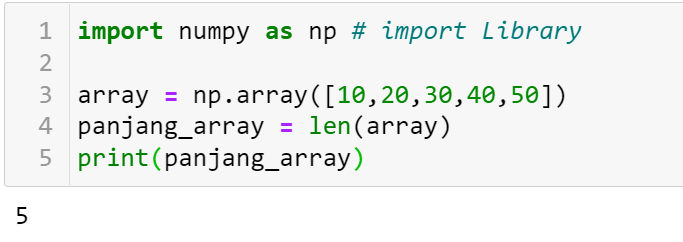 1 import numpy as np # import Library
2
3 array = np.array([10,20,30,40,50])
4 panjang_array = len(array)
5 print(panjang_array)
5